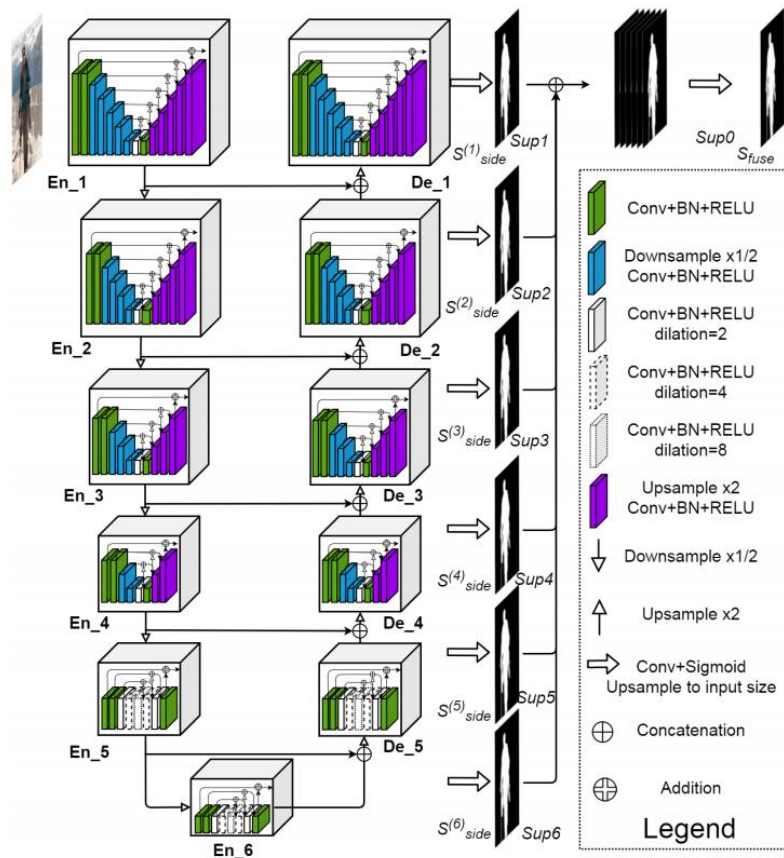 S(1)side
Sup1
Sup0
Sfuse
En_1
De_1
S(2)side
Sup2
En_2
De_2
S(3)side
Sup3
En_3
De_3
S(4)side
Sup4
En_4
De_4
S(5)side
Sup5
En_5
De_5
S(6)side
Sup6
En_6
Conv+BN+RELU
Downsample x1/2
Conv+BN+RELU
Conv+BN+RELU
dilation=2
Conv+BN+RELU
dilation=4
Conv+BN+RELU
dilation=8
Upsample x2
Conv+BN+RELU
Downsample x1/2
Upsample x2
Conv+Sigmoid
Upsample to input size
Concatenation
Addition
Legend